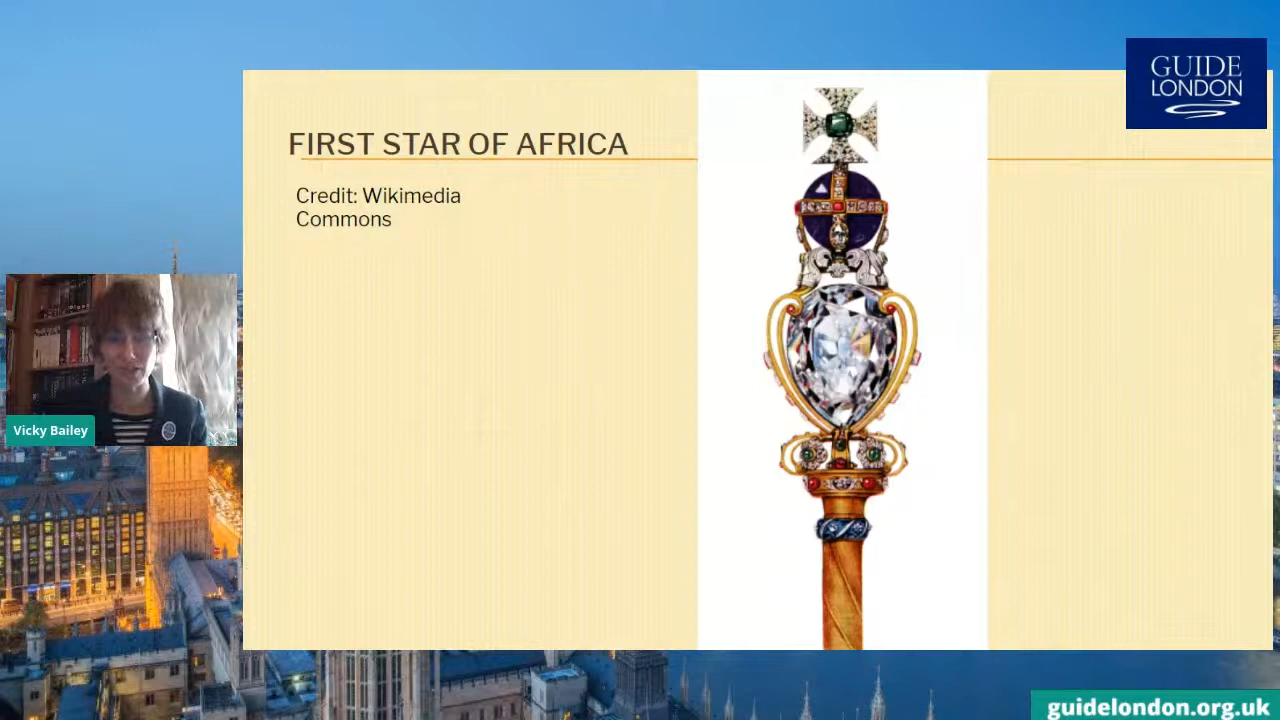 GUIDE
LONDON
FIRST STAR OF AFRICA
Credit: Wikimedia
Commons
Vicky Bailey
guidelondon.org.uk